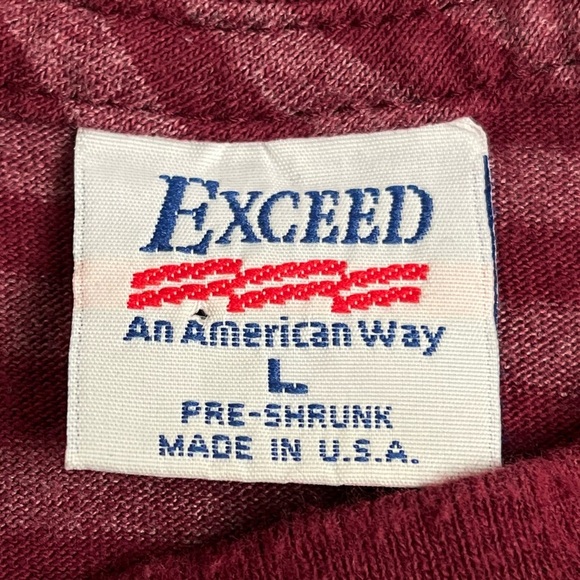 EXCEED
An American Way
L
PRE-SHRUNK
MADE IN U.S.A.